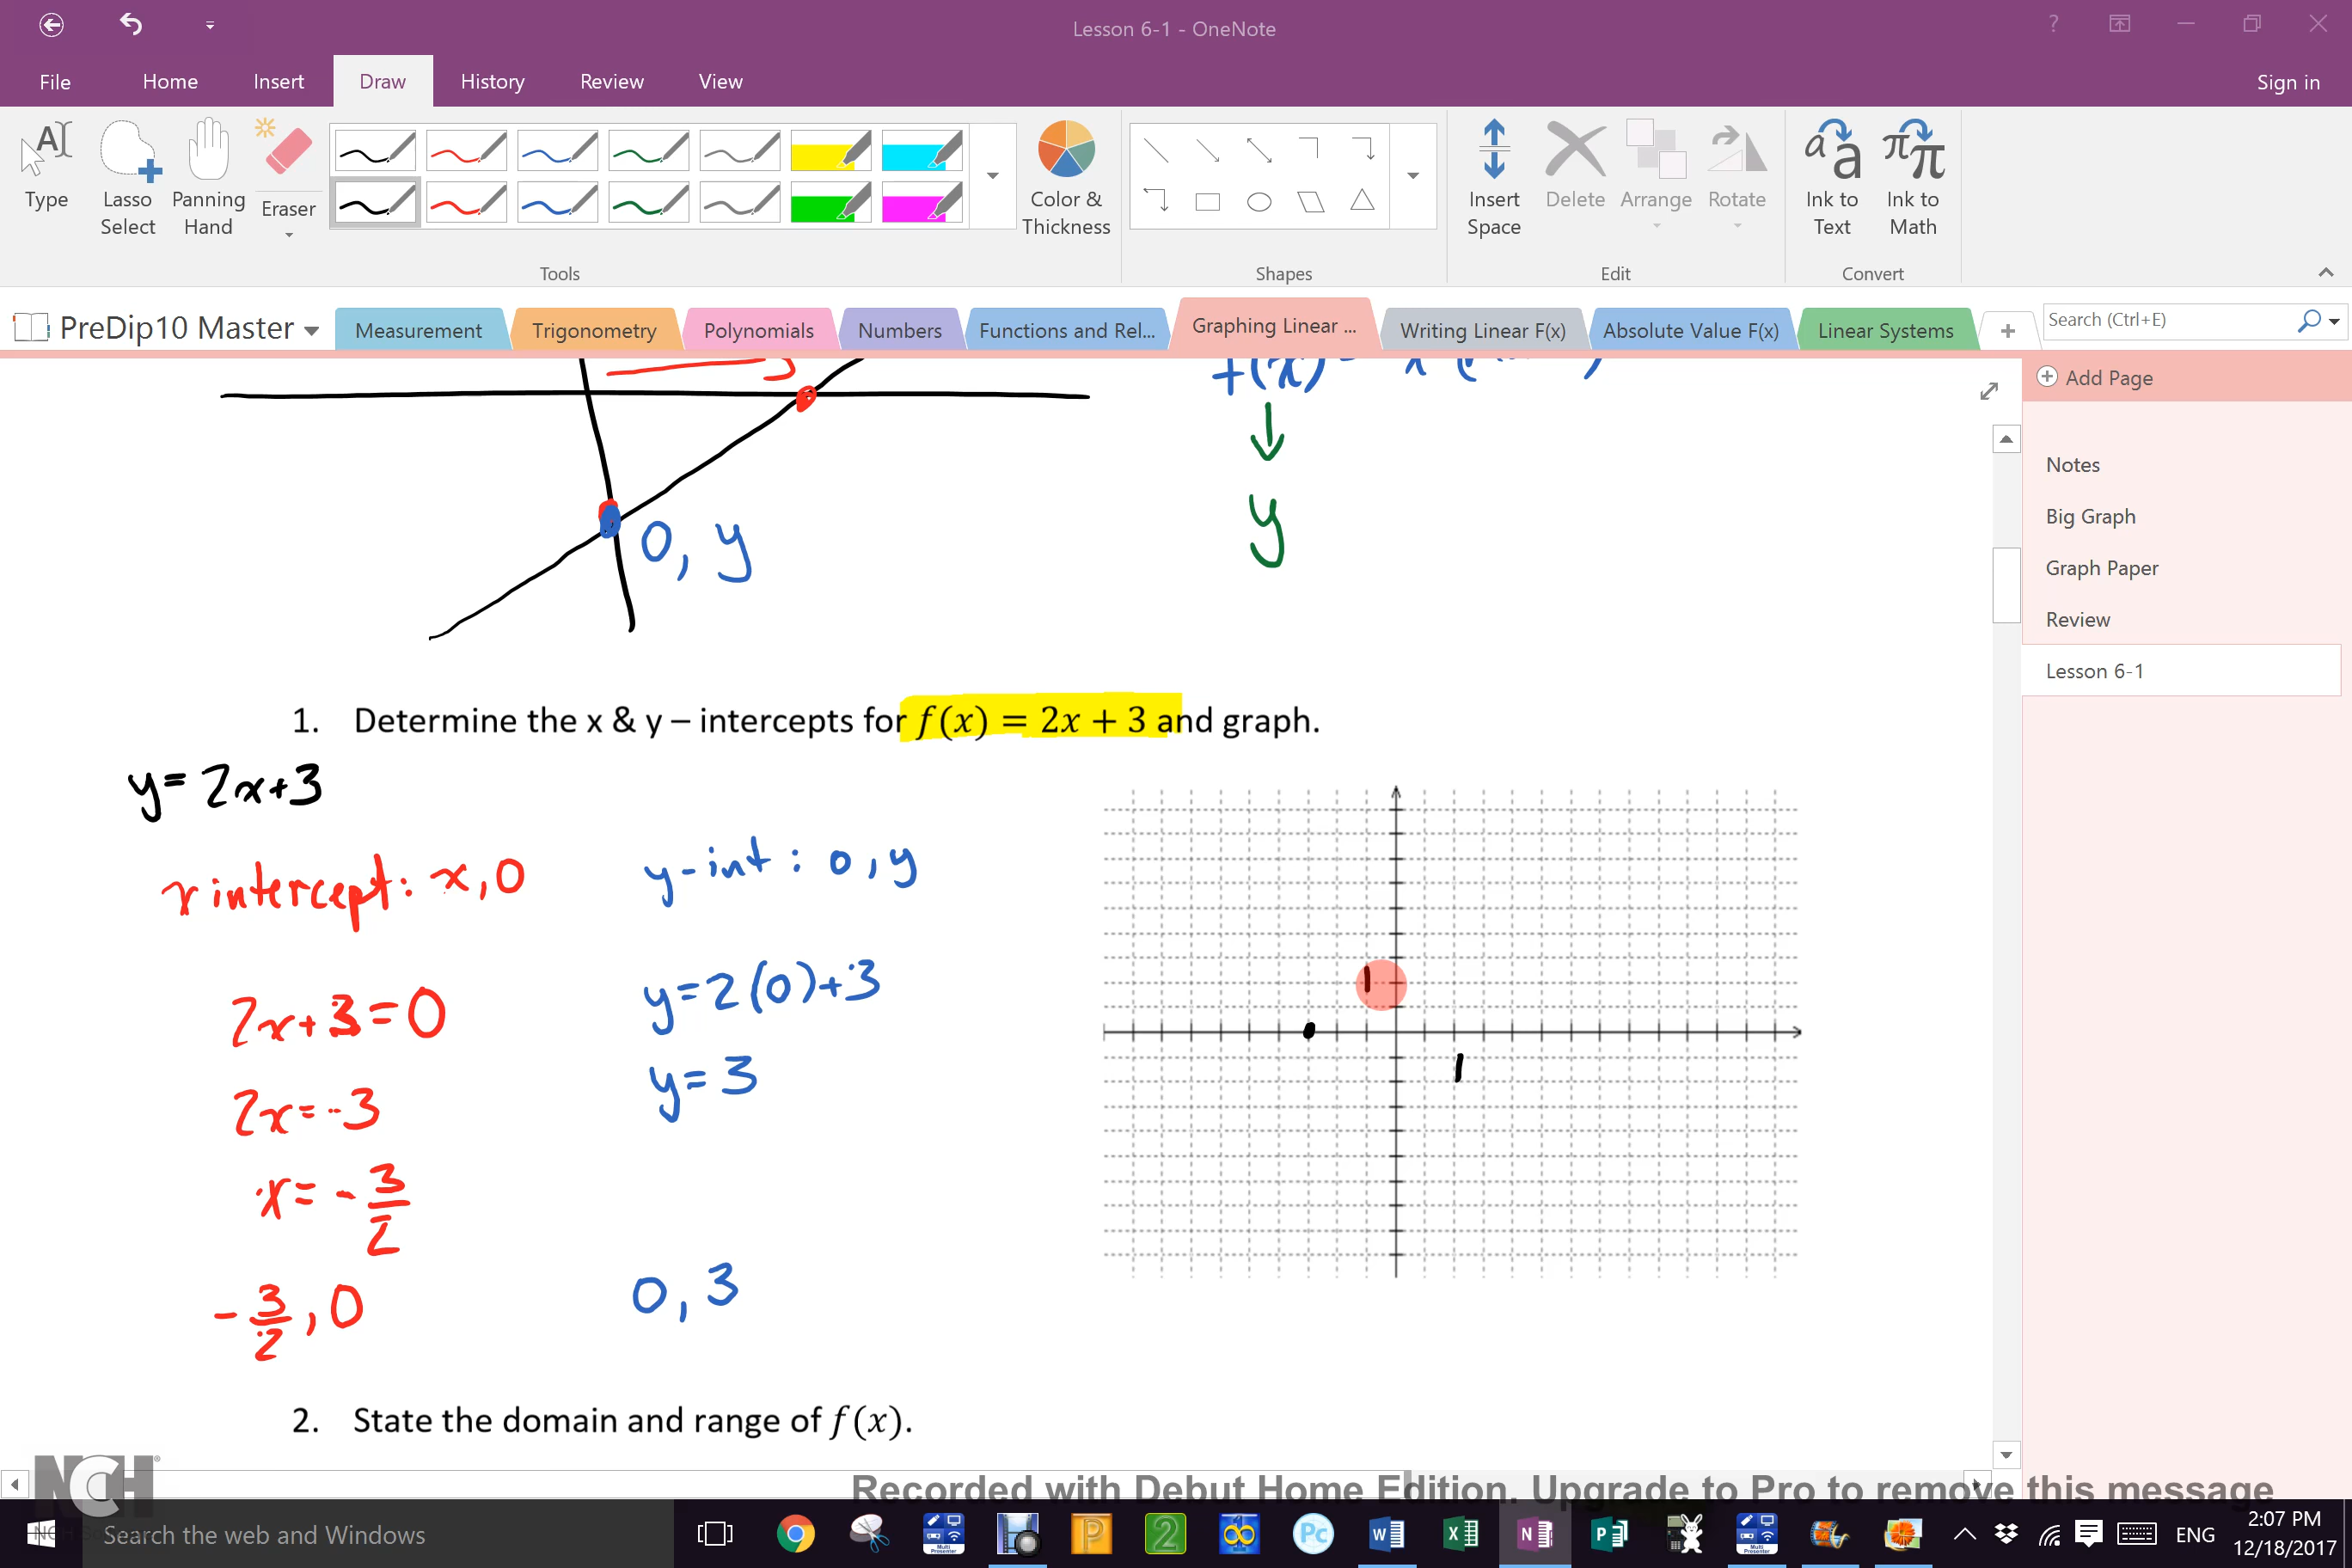 Lesson 6-1 - OneNote
?
File Home Insert Draw History Review View Sign in
Type Lasso Select Panning Hand Eraser Color & Thickness Insert Space Delete Arrange Rotate Ink to Text Ink to Math
Tools Shapes Edit Convert
PreDip10 Master Measurement Trigonometry Polynomials Numbers Functions and Rel... Graphing Linear ... Writing Linear F(x) Absolute Value F(x) Linear Systems + Search (Ctrl+E)
Add Page
Notes
Big Graph
Graph Paper
Review
Lesson 6-1
f(x)
y
0, y
1. Determine the x & y – intercepts for f(x) = 2x + 3 and graph.
y= 2x+3
x intercept: x, 0
2x+3=0
2x=-3
x= -3/2
-3/2, 0
y-int : 0, y
y=2(0)+3
y=3
0, 3
1
1
2. State the domain and range of f(x).
NCH
Recorded with Debut Home Edition. Upgrade to Pro to remove this message
Search the web and Windows
ENG
2:07 PM
12/18/2017